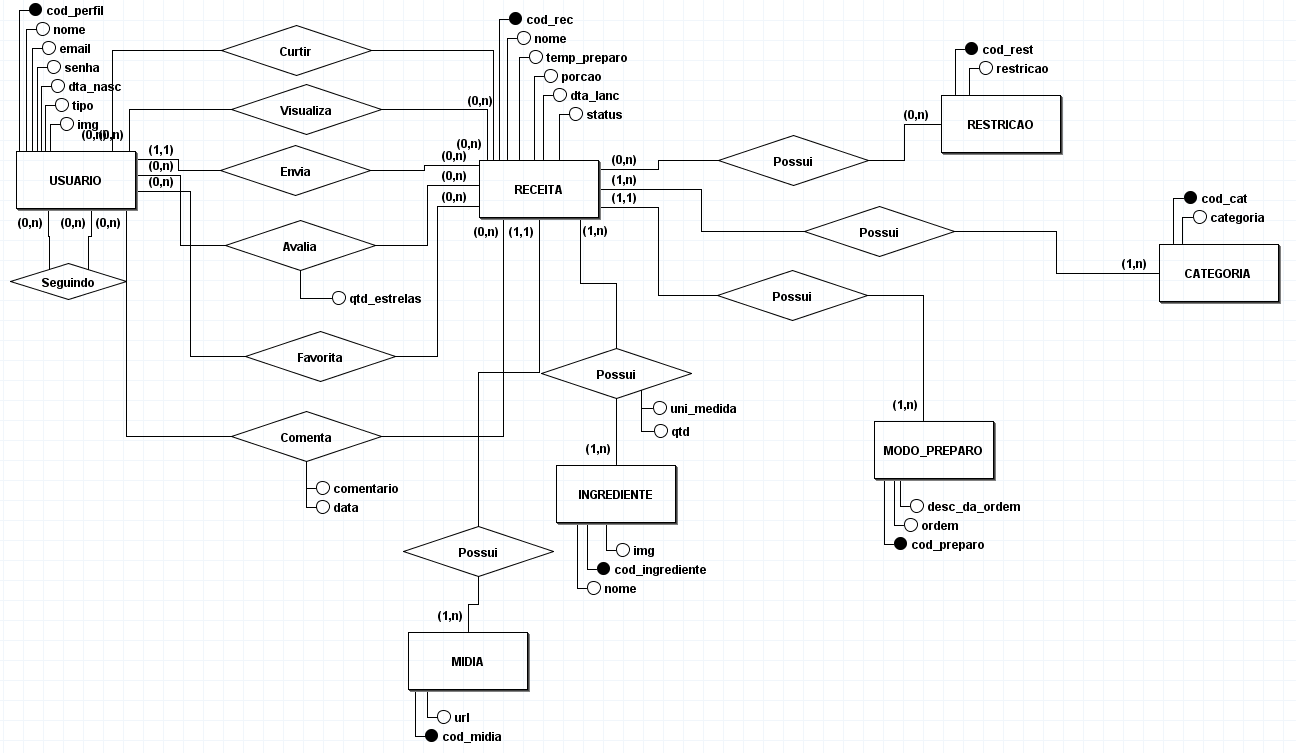 cod_perfil
nome
email
senha
dta_nasc
tipo
img
(0,n)
(0,n)
USUARIO
(1,1)
(0,n)
(0,n)
(0,n)
(0,n)
(0,n)
Seguindo
Curtir
Visualiza
(0,n)
(0,n)
Envia
(0,n)
Avalia
(0,n)
qtd_estrelas
Favorita
(0,n)
Comenta
comentario
data
cod_rec
nome
temp_preparo
porcao
dta_lanc
status
RECEITA
(0,n)
(1,n)
(1,1)
(0,n)
(1,1)
(1,n)
Possui
(0,n)
cod_rest
restricao
RESTRICAO
Possui
(1,n)
cod_cat
categoria
CATEGORIA
Possui
(1,n)
MODO_PREPARO
desc_da_ordem
ordem
cod_preparo
Possui
uni_medida
qtd
(1,n)
INGREDIENTE
img
cod_ingrediente
nome
Possui
(1,n)
MIDIA
url
cod_midia